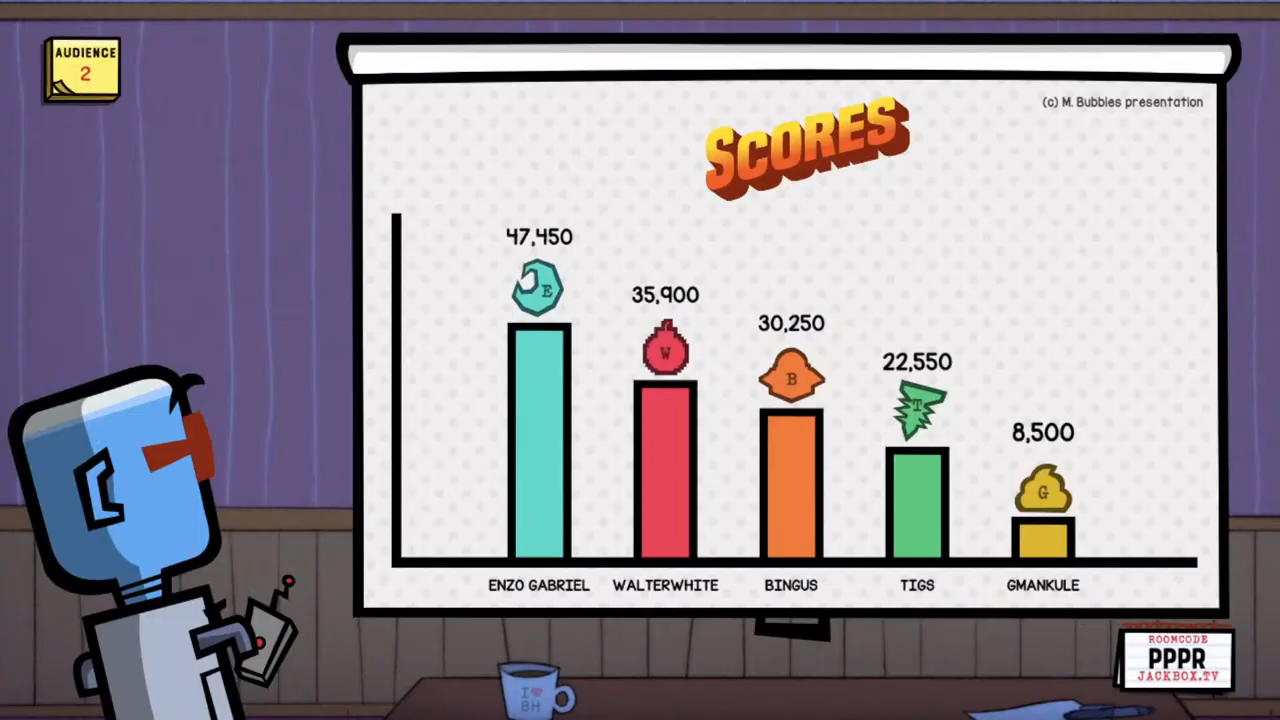 AUDIENCE
2
(c) M. Bubbles presentation
SCORES
47,450
E
35,900
W
30,250
B
22,550
T
8,500
G
ENZO GABRIEL
WALTERWHITE
BINGUS
TIGS
GMANKULE
I ♥
BH
ROOMCODE
PPPR
JACKBOX.TV